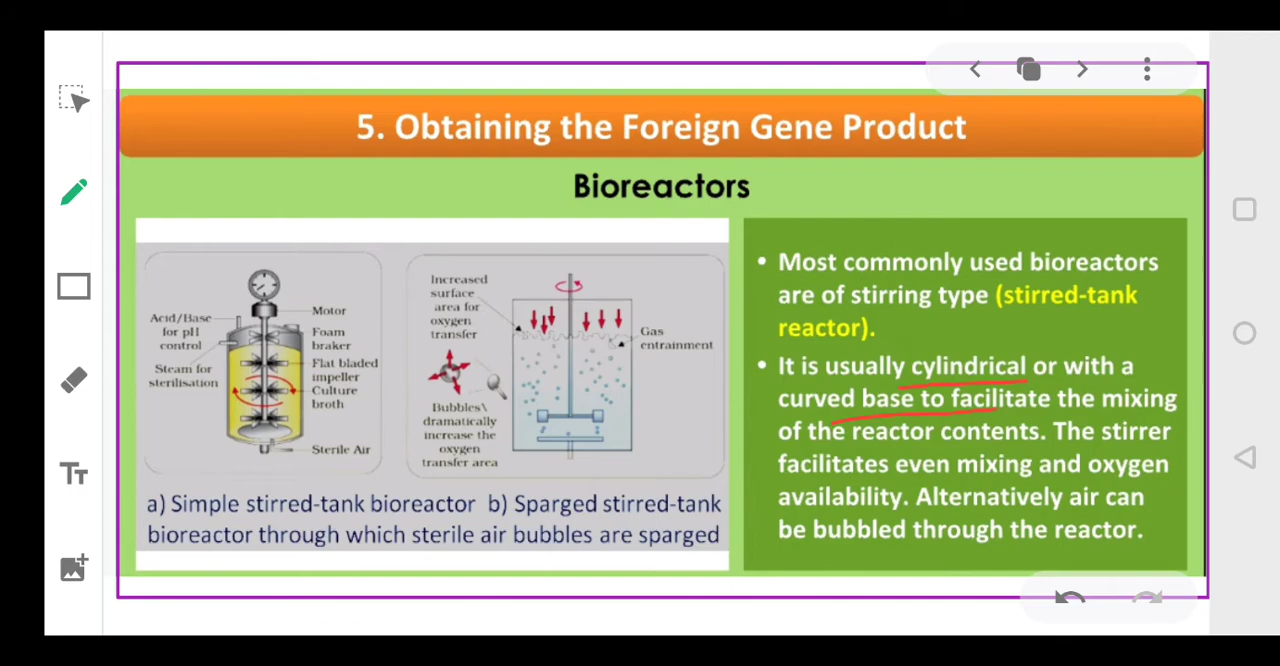 5. Obtaining the Foreign Gene Product
Bioreactors
Acid/Base
for pH
control
Steam for
sterilisation
Motor
Foam
braker
Flat bladed
impeller
Culture
broth
Sterile Air
Increased
surface
area for
oxygen
transfer
Gas
entrainment
Bubbles\
dramatically
increase the
oxygen
transfer area
a) Simple stirred-tank bioreactor b) Sparged stirred-tank
bioreactor through which sterile air bubbles are sparged
• Most commonly used bioreactors
are of stirring type (stirred-tank
reactor).
• It is usually cylindrical or with a
curved base to facilitate the mixing
of the reactor contents. The stirrer
facilitates even mixing and oxygen
availability. Alternatively air can
be bubbled through the reactor.
TT